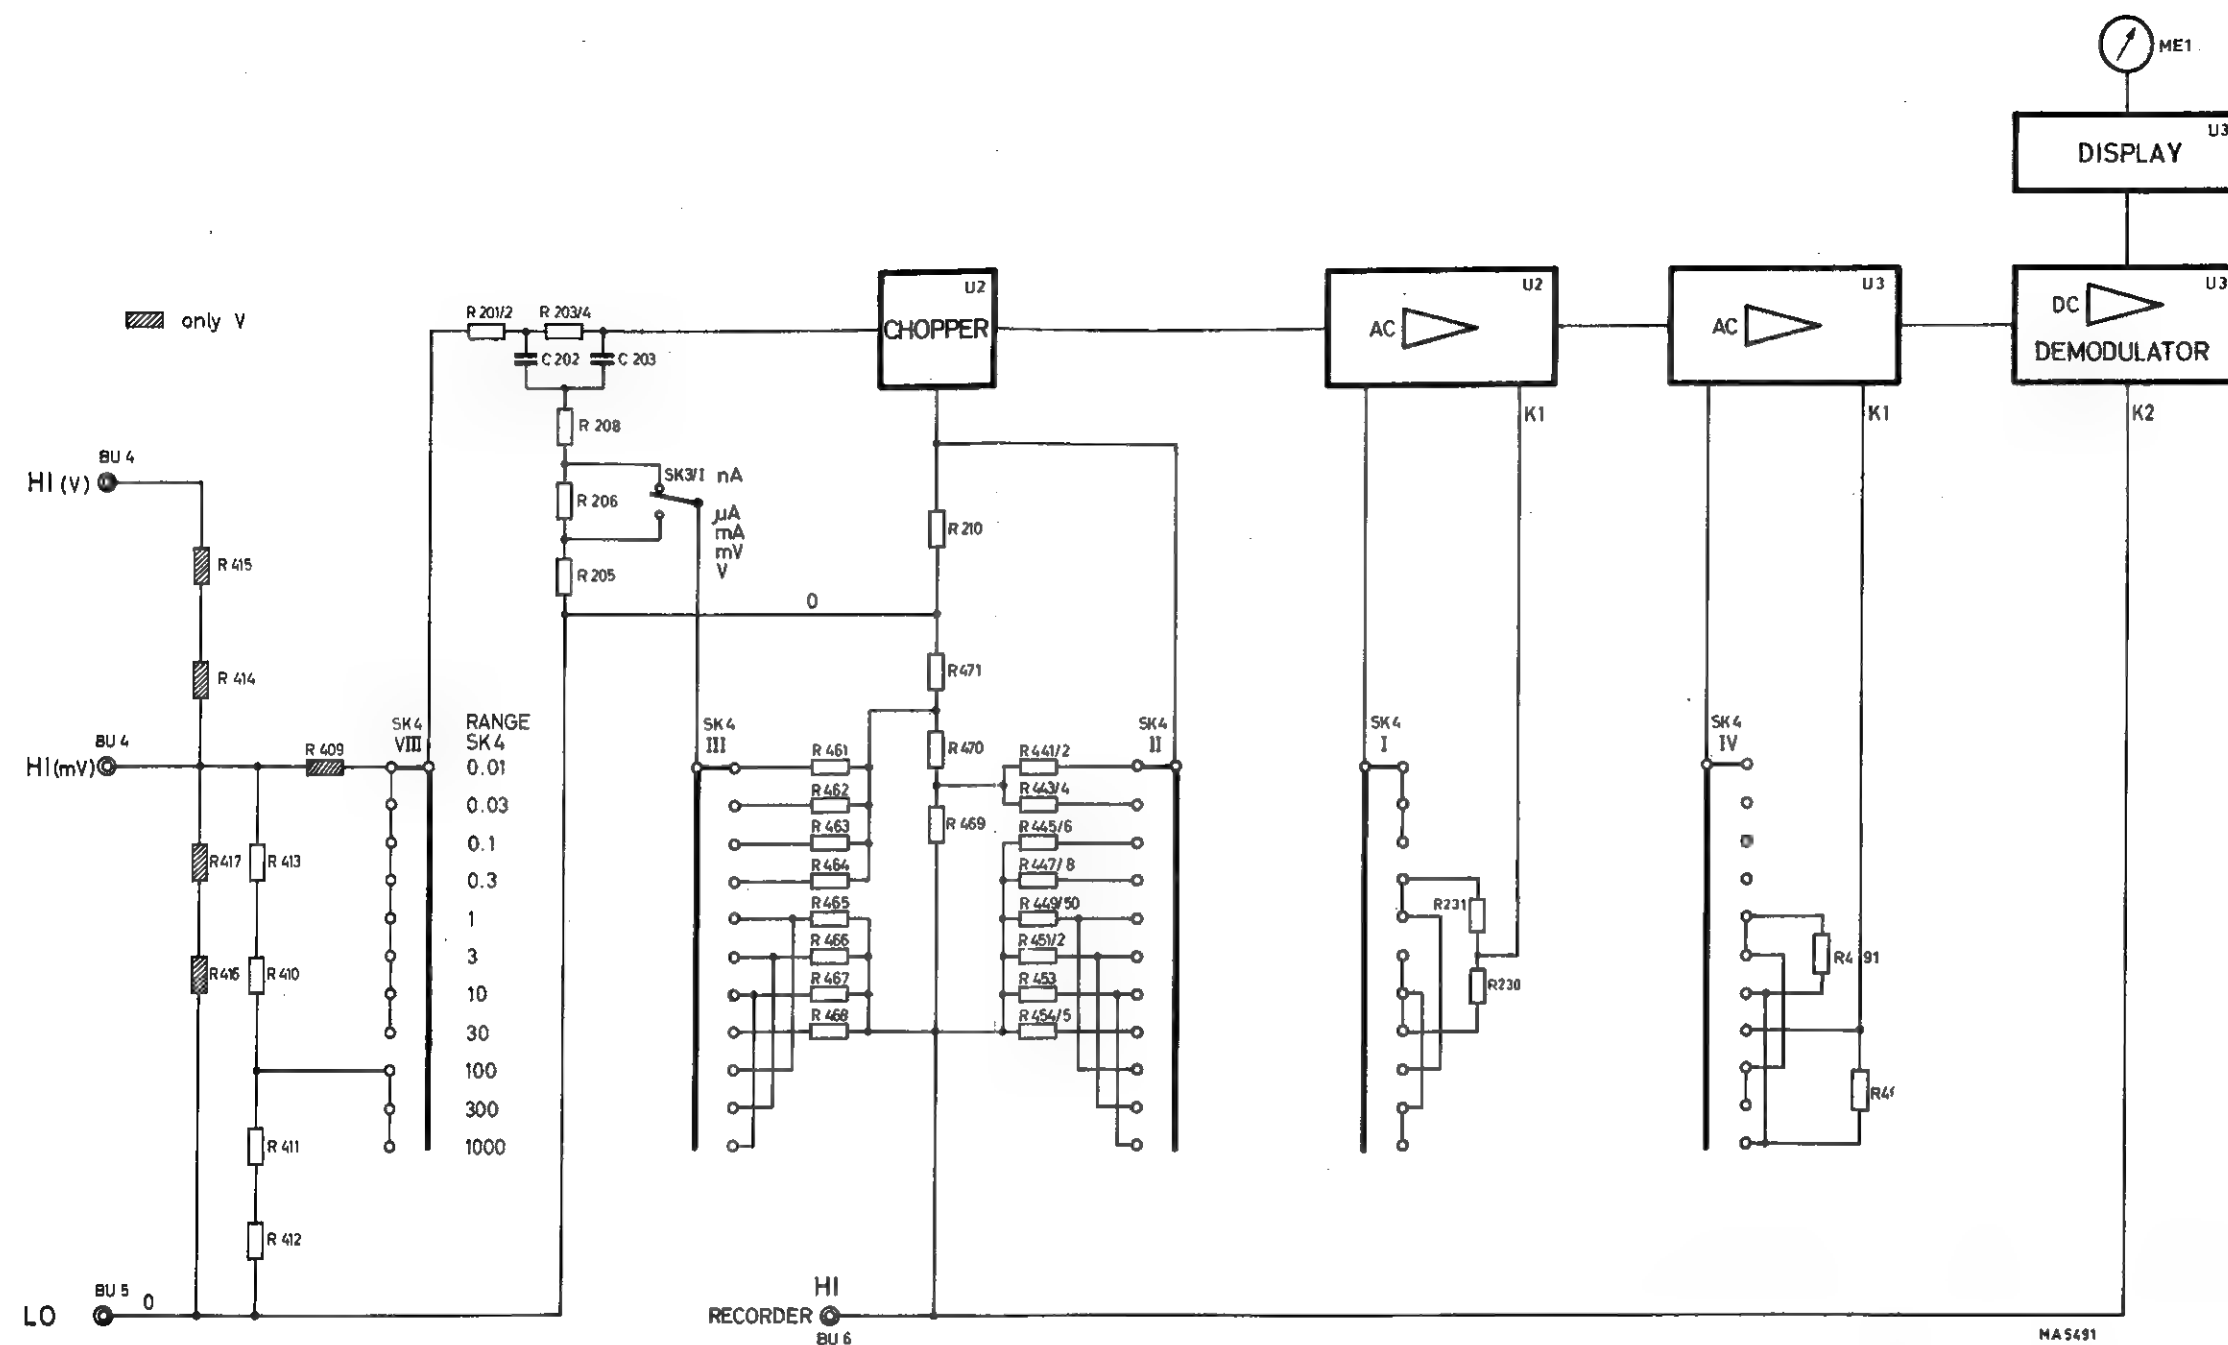 ME1
U3
DISPLAY
U2
CHOPPER
U2
AC
U3
AC
U3
DC
DEMODULATOR
only V
R 201/2
R 203/4
C 202
C 203
R 208
K1
K1
K2
BU 4
HI (V)
SK3/I nA
R 206
µA
mA
mV
V
R 210
R 415
R 205
0
R 414
R 471
BU 4
HI (mV)
R 409
SK4
VIII
RANGE
SK4
SK4
III
R 461
R 470
R 441/2
SK4
II
SK4
I
SK4
IV
0.01
0.03
0.1
0.3
1
3
10
30
100
300
1000
R 462
R 463
R 464
R 465
R 466
R 467
R 468
R 469
R 443/4
R 445/6
R 447/8
R 449/50
R 451/2
R 453
R 454/5
R417
R 413
R416
R 410
R231
R230
R4 91
R 411
R 412
BU 5
LO
0
HI
RECORDER
BU 6
MA5491